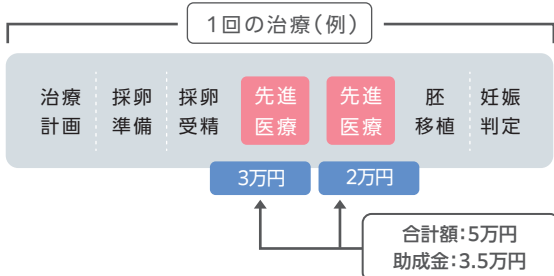 1回の治療(例)
治療
計画
採卵
準備
採卵
受精
先進
医療
先進
医療
胚
移植
妊娠
判定
3万円
2万円
合計額:5万円
助成金:3.5万円